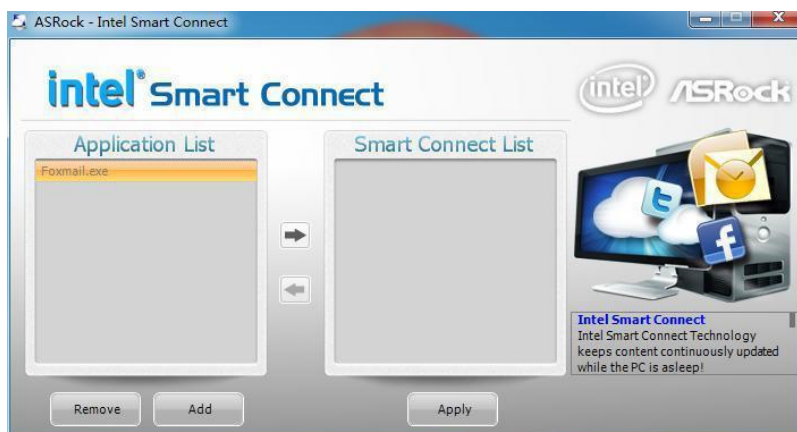 ASRock - Intel Smart Connect
intel® Smart Connect
intel ASRock
Application List
Smart Connect List
Foxmail.exe
Intel Smart Connect
Intel Smart Connect Technology
keeps content continuously updated
while the PC is asleep!
Remove Add Apply